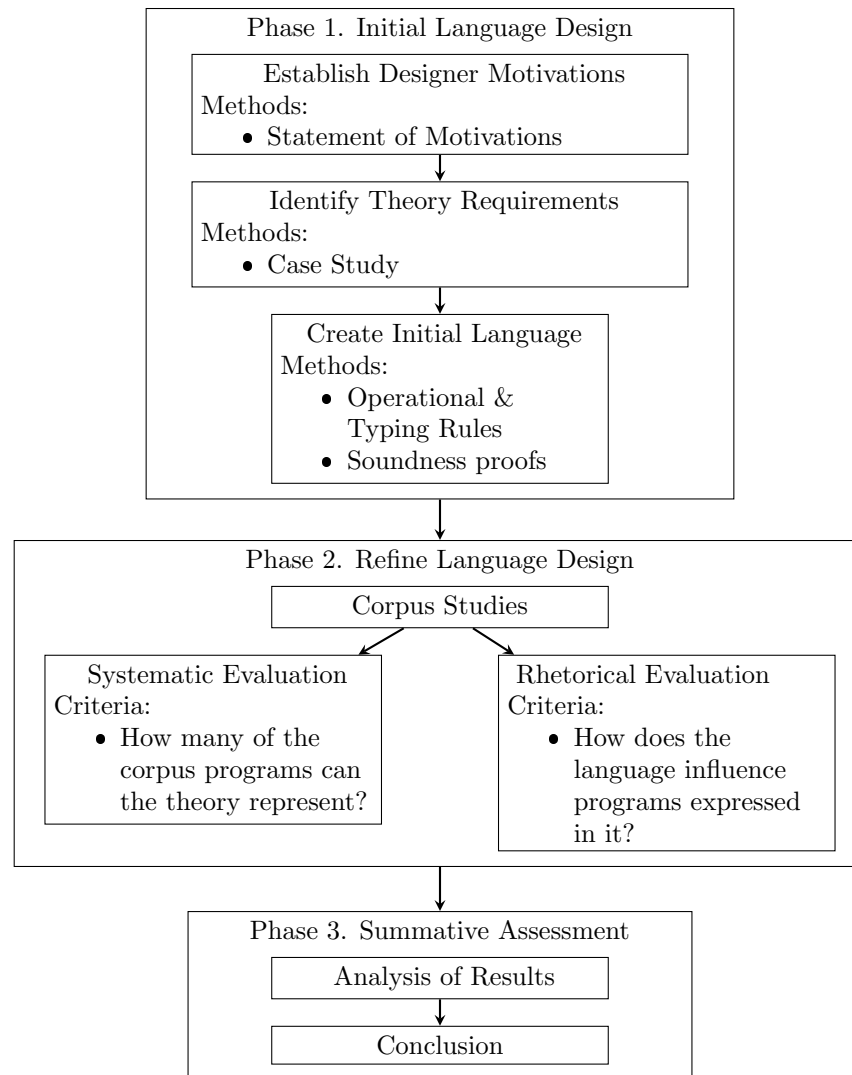 Phase 1. Initial Language Design
Establish Designer Motivations
Methods:
• Statement of Motivations
Identify Theory Requirements
Methods:
• Case Study
Create Initial Language
Methods:
• Operational &
Typing Rules
• Soundness proofs
Phase 2. Refine Language Design
Corpus Studies
Systematic Evaluation
Criteria:
• How many of the
corpus programs can
the theory represent?
Rhetorical Evaluation
Criteria:
• How does the
language influence
programs expressed
in it?
Phase 3. Summative Assessment
Analysis of Results
Conclusion